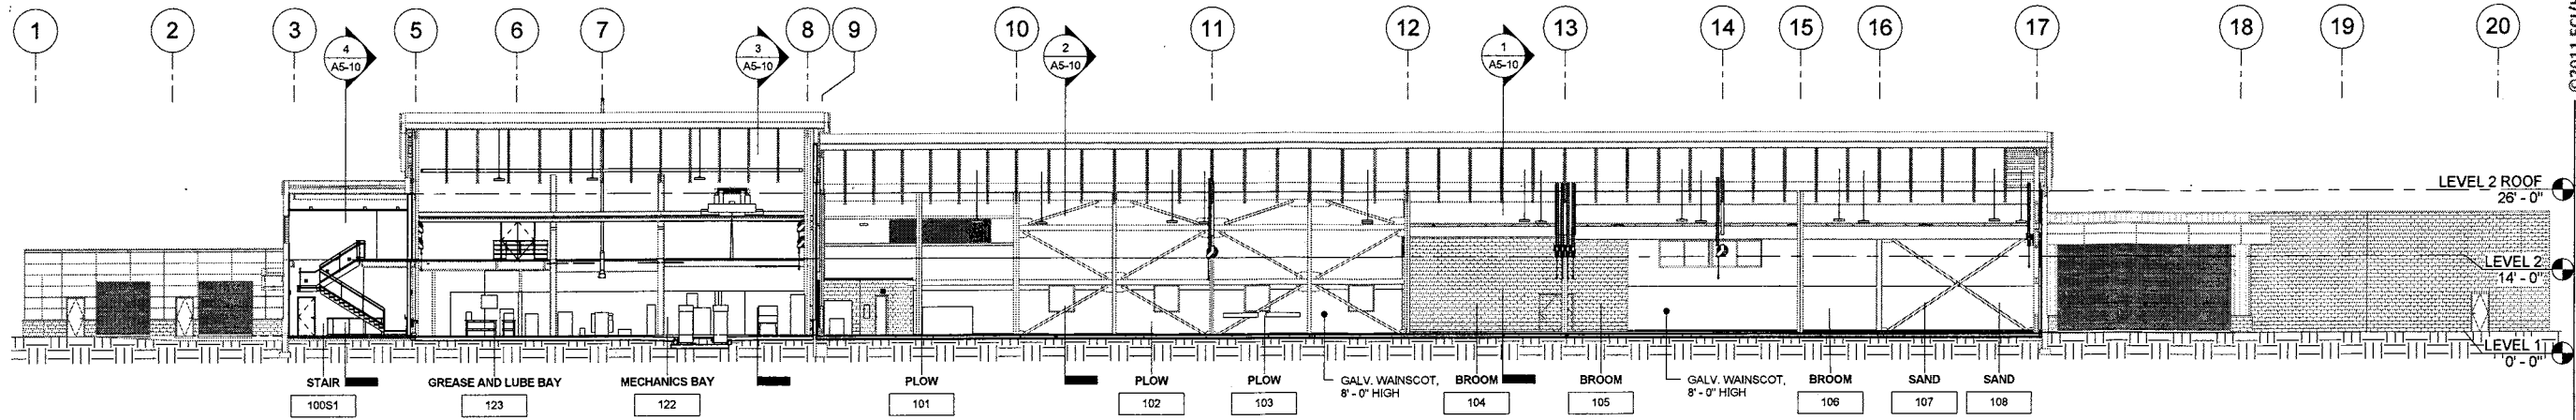 1
2
3
5
6
7
8
9
10
11
12
13
14
15
16
17
18
19
20
4
A5-10
3
A5-10
2
A5-10
1
A5-10
LEVEL 2 ROOF
26' - 0"
LEVEL 2
14' - 0"
LEVEL 1
0' - 0"
STAIR
100S1
GREASE AND LUBE BAY
123
MECHANICS BAY
122
PLOW
101
PLOW
102
PLOW
103
GALV. WAINSCOT,
8' - 0" HIGH
BROOM
104
BROOM
105
GALV. WAINSCOT,
8' - 0" HIGH
BROOM
106
SAND
107
SAND
108
©2011